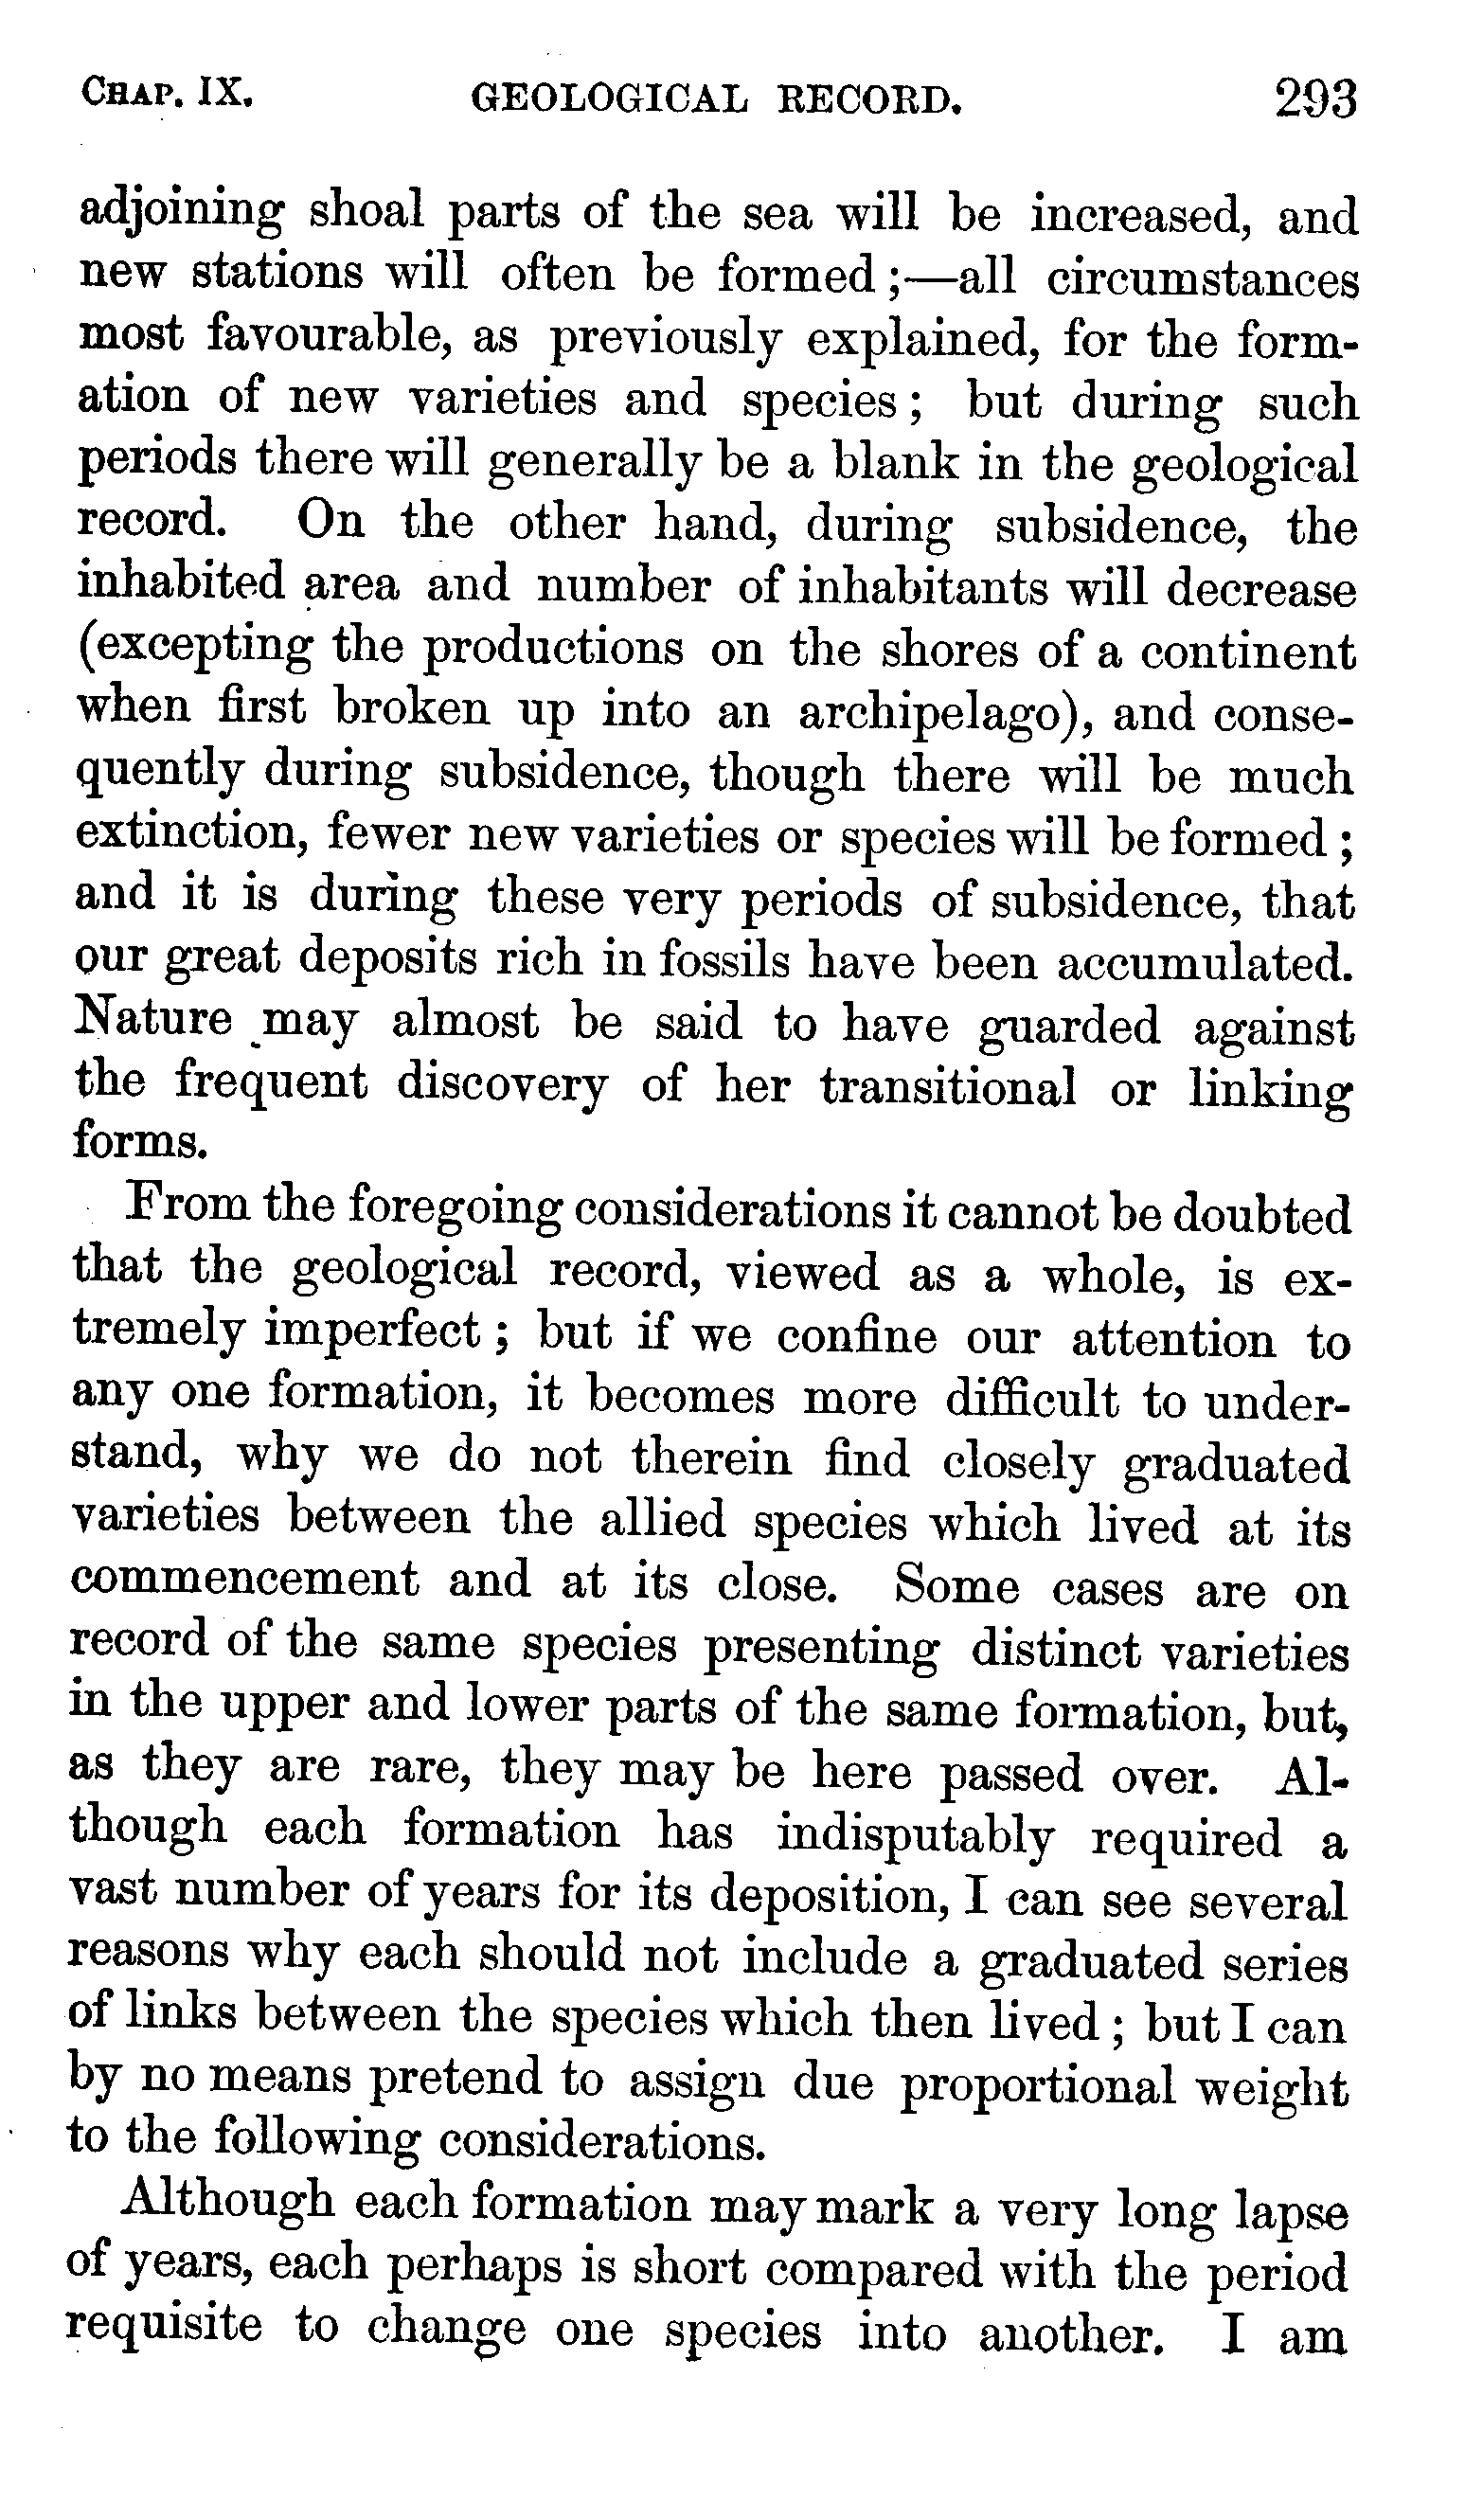 CHAP. IX. GEOLOGICAL RECORD. 293
adjoining shoal parts of the sea will be increased, and
new stations will often be formed;—all circumstances
most favourable, as previously explained, for the form-
ation of new varieties and species; but during such
periods there will generally be a blank in the geological
record. On the other hand, during subsidence, the
inhabited area and number of inhabitants will decrease
(excepting the productions on the shores of a continent
when first broken up into an archipelago), and conse-
quently during subsidence, though there will be much
extinction, fewer new varieties or species will be formed;
and it is during these very periods of subsidence, that
our great deposits rich in fossils have been accumulated.
Nature may almost be said to have guarded against
the frequent discovery of her transitional or linking
forms.
From the foregoing considerations it cannot be doubted
that the geological record, viewed as a whole, is ex-
tremely imperfect; but if we confine our attention to
any one formation, it becomes more difficult to under-
stand, why we do not therein find closely graduated
varieties between the allied species which lived at its
commencement and at its close. Some cases are on
record of the same species presenting distinct varieties
in the upper and lower parts of the same formation, but,
as they are rare, they may be here passed over. Al-
though each formation has indisputably required a
vast number of years for its deposition, I can see several
reasons why each should not include a graduated series
of links between the species which then lived; but I can
by no means pretend to assign due proportional weight
to the following considerations.
Although each formation may mark a very long lapse
of years, each perhaps is short compared with the period
requisite to change one species into another. I am